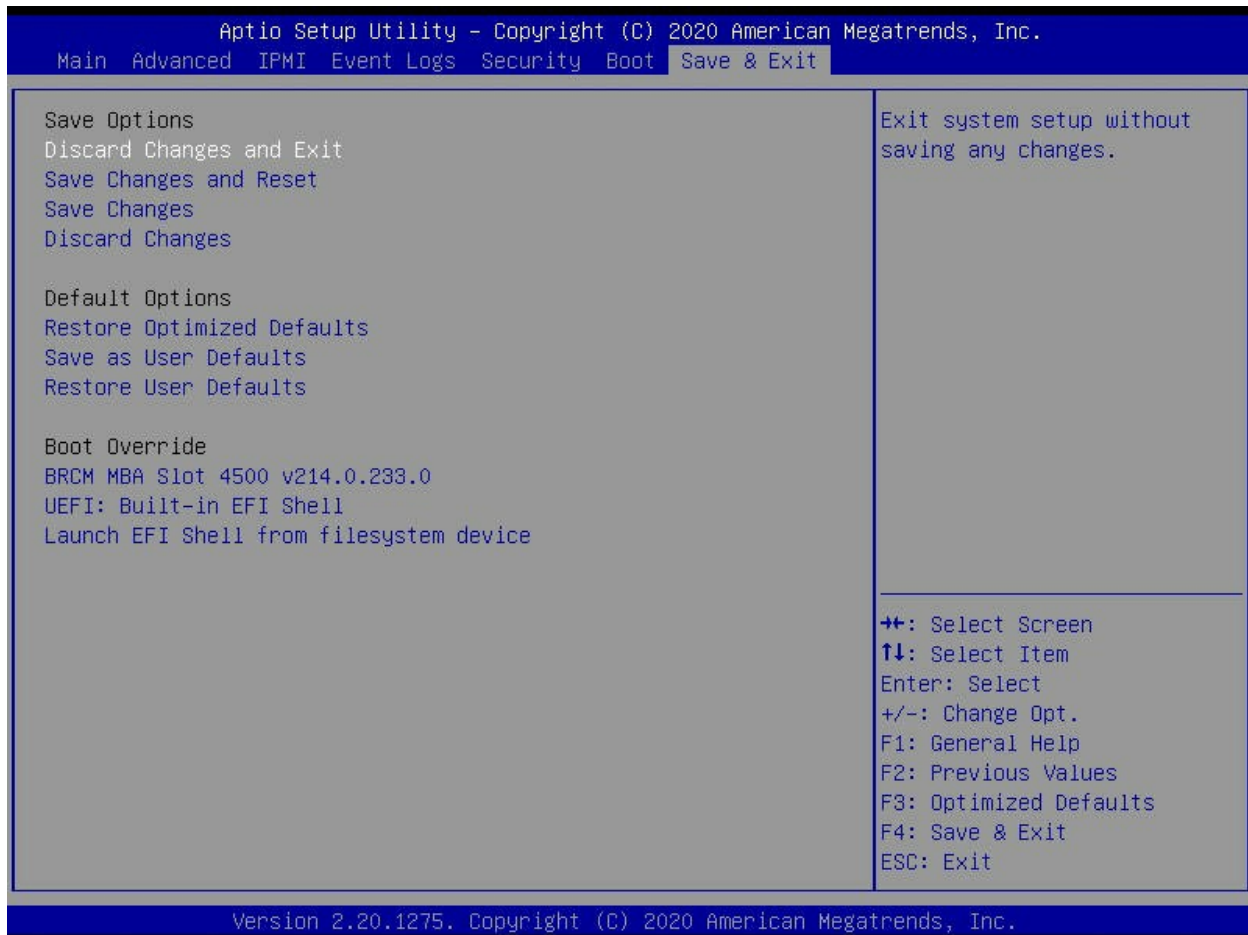 Aptio Setup Utility – Copyright (C) 2020 American Megatrends, Inc.
Main Advanced IPMI Event Logs Security Boot Save & Exit
Save Options
Discard Changes and Exit
Save Changes and Reset
Save Changes
Discard Changes
Default Options
Restore Optimized Defaults
Save as User Defaults
Restore User Defaults
Boot Override
BRCM MBA Slot 4500 v214.0.233.0
UEFI: Built-in EFI Shell
Launch EFI Shell from filesystem device
Exit system setup without
saving any changes.
→←: Select Screen
↑↓: Select Item
Enter: Select
+/-: Change Opt.
F1: General Help
F2: Previous Values
F3: Optimized Defaults
F4: Save & Exit
ESC: Exit
Version 2.20.1275. Copyright (C) 2020 American Megatrends, Inc.